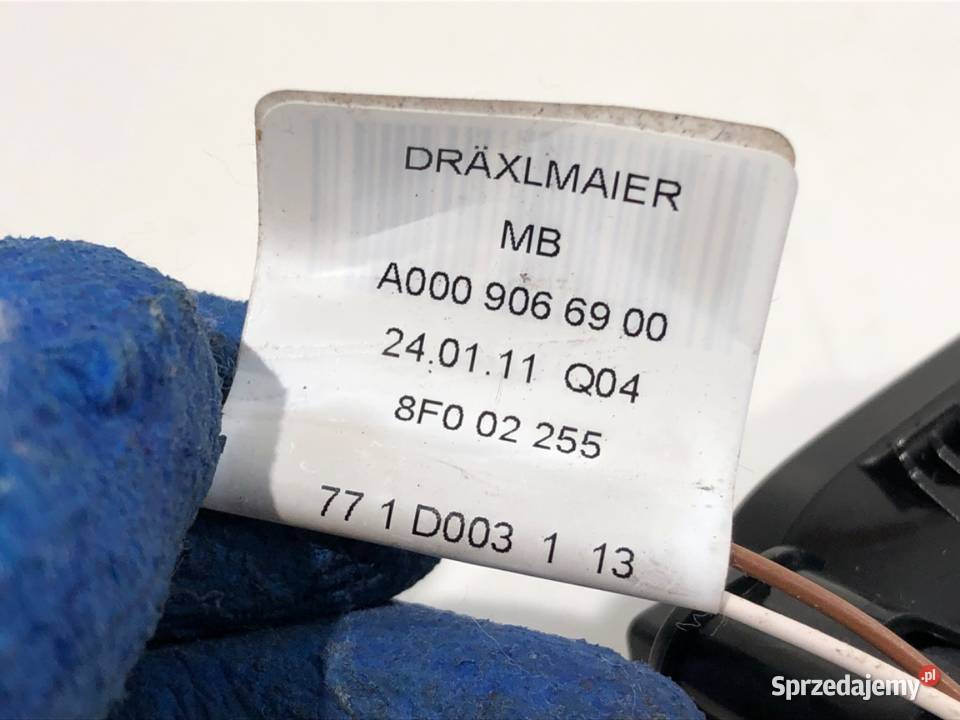 DRÄXLMAIER
MB
A000 906 69 00
24.01.11 Q04
8F0 02 255
77 1 D003 1 13
Sprzedajemy.pl